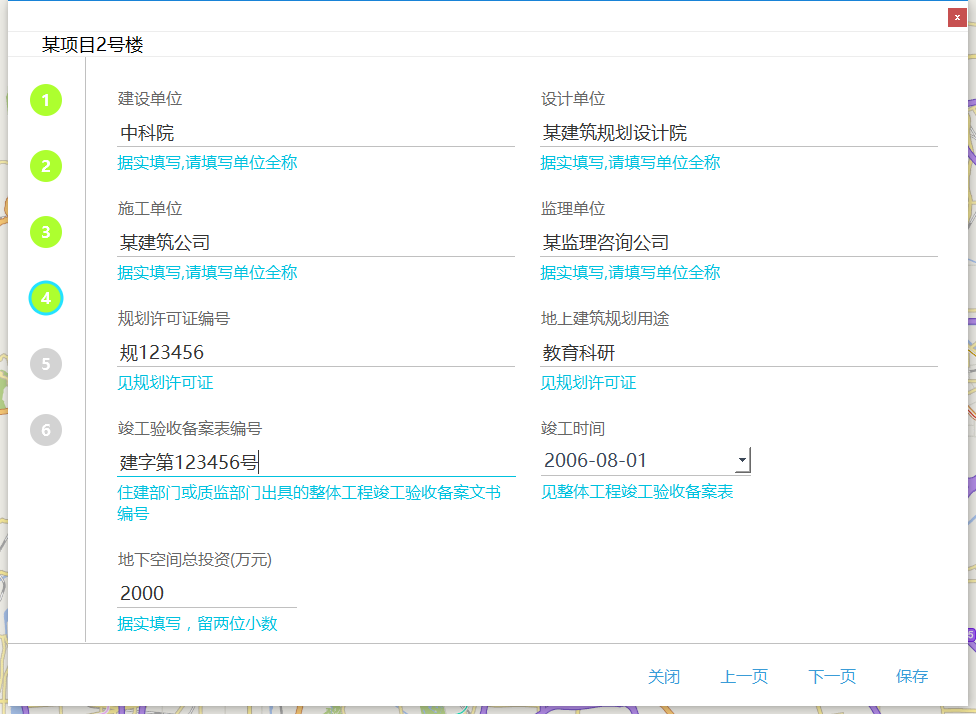 x
某项目2号楼
1
2
3
4
5
6
建设单位
设计单位
中科院
某建筑规划设计院
据实填写,请填写单位全称
据实填写,请填写单位全称
施工单位
监理单位
某建筑公司
某监理咨询公司
据实填写,请填写单位全称
据实填写,请填写单位全称
规划许可证编号
地上建筑规划用途
规123456
教育科研
见规划许可证
见规划许可证
竣工验收备案表编号
竣工时间
建字第123456号
2006-08-01
住建部门或质监部门出具的整体工程竣工验收备案文书
编号
见整体工程竣工验收备案表
地下空间总投资(万元)
2000
据实填写，留两位小数
关闭
上一页
下一页
保存